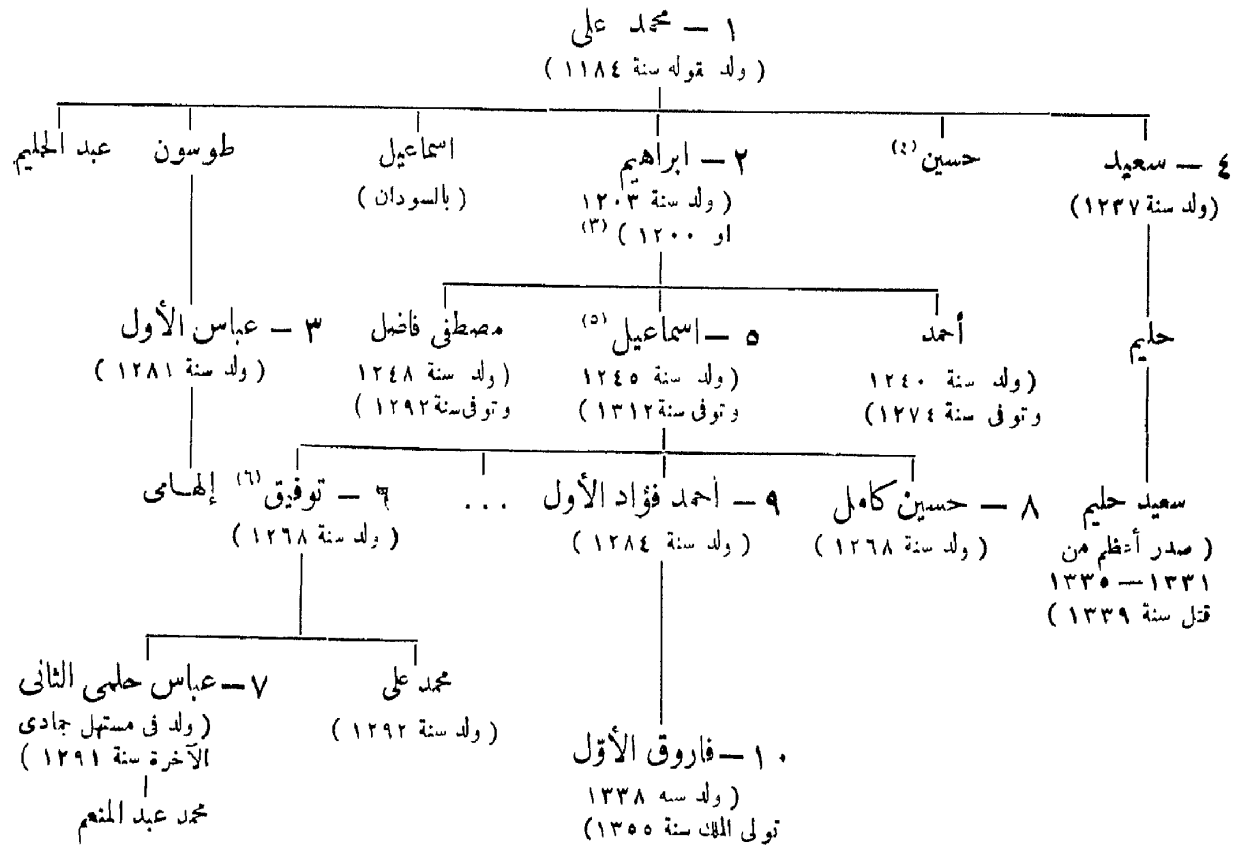 ١ — محمد على
( ولد بقوله سنة ١١٨٤ )
٤ — سعيد
(ولد سنة ١٢٣٧)
حسين (٤)
٢ — ابراهيم
( ولد سنة ١٢٠٣
او ١٢٠٠ ) (٣)
اسماعيل
( بالسودان )
طوسون
عبد الحليم
حليم
أحمد
( ولد سنة ١٢٤٠
وتوفى سنة ١٢٧٤)
٥ — اسماعيل (٥)
( ولد سنة ١٢٤٥
وتوفى سنة ١٣١٢)
مصطفى فاضل
(ولد سنة ١٢٤٨
وتوفى سنة ١٢٩٢ )
٣ — عباس الأول
( ولد سنة ١٢٨١ )
سعيد حليم
( صدر أعظم من
١٣٣١ — ١٣٣٥
قتل سنة ١٣٣٩ )
٨ — حسين كامل
( ولد سنة ١٢٦٨ )
٩ — احمد فؤاد الأول
( ولد سنة ١٢٨٤ )
...
٦ — توفيق (٦)
( ولد سنة ١٢٦٨ )
إلهامى
محمد على
( ولد سنة ١٢٩٢ )
٧ — عباس حلمى الثانى
( ولد فى مستهل جمادى
الآخرة سنة ١٢٩١ )
محمد عبد المنعم
١٠ — فاروق الأوّل
( ولد سنه ١٣٣٨
تولى الملك سنة ١٣٥٥)